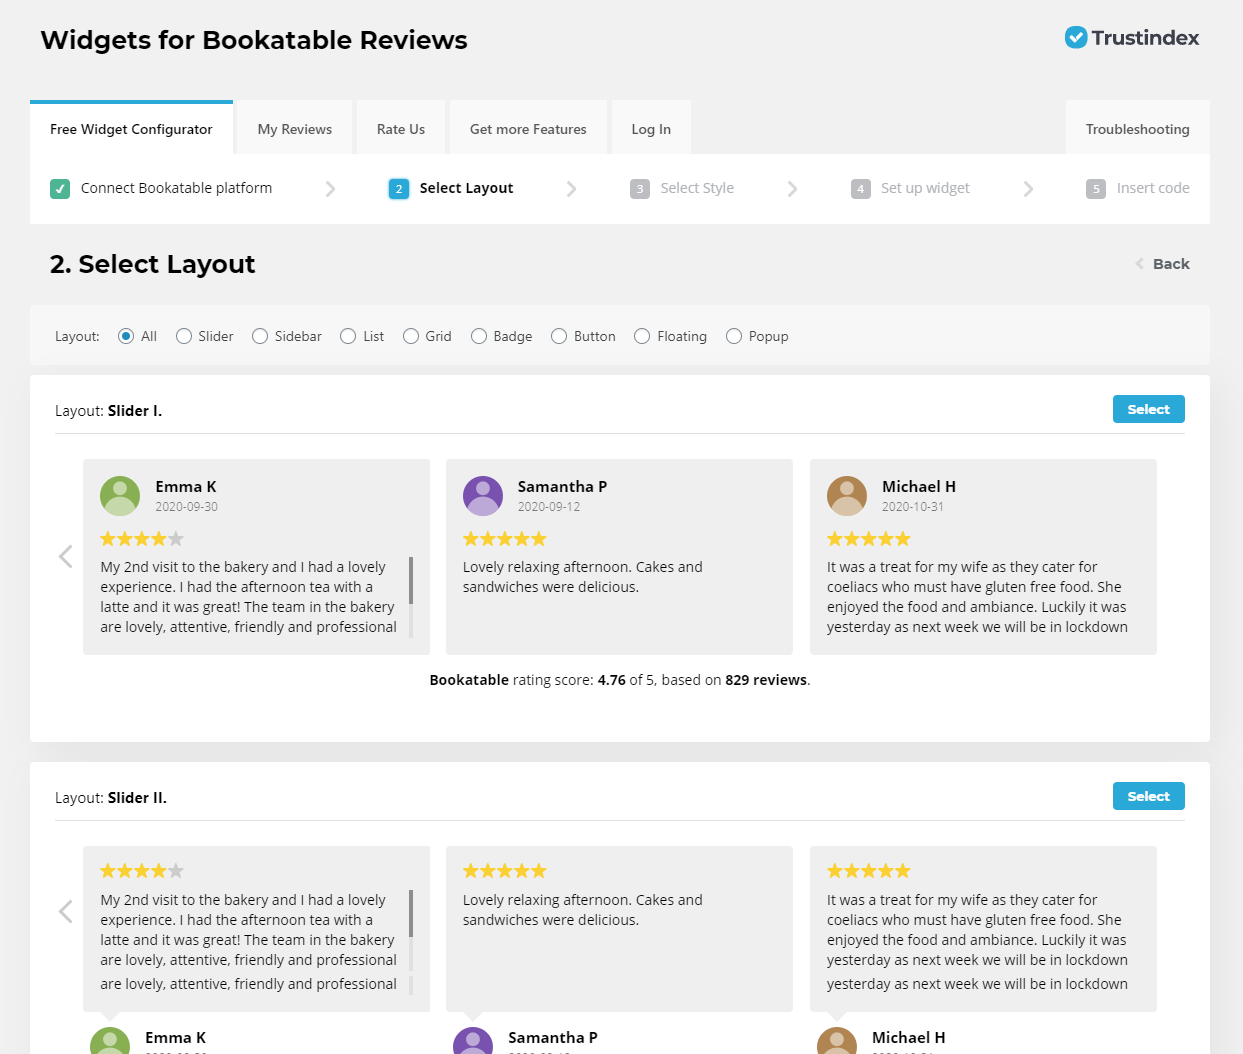 Widgets for Bookatable Reviews
Trustindex
Free Widget Configurator
My Reviews
Rate Us
Get more Features
Log In
Troubleshooting
Connect Bookatable platform
2 Select Layout
3 Select Style
4 Set up widget
5 Insert code
2. Select Layout
Back
Layout: All Slider Sidebar List Grid Badge Button Floating Popup
Layout: Slider I.
Select
Emma K
2020-09-30
My 2nd visit to the bakery and I had a lovely
experience. I had the afternoon tea with a
latte and it was great! The team in the bakery
are lovely, attentive, friendly and professional
Samantha P
2020-09-12
Lovely relaxing afternoon. Cakes and
sandwiches were delicious.
Michael H
2020-10-31
It was a treat for my wife as they cater for
coeliacs who must have gluten free food. She
enjoyed the food and ambiance. Luckily it was
yesterday as next week we will be in lockdown
Bookatable rating score: 4.76 of 5, based on 829 reviews.
Layout: Slider II.
Select
My 2nd visit to the bakery and I had a lovely
experience. I had the afternoon tea with a
latte and it was great! The team in the bakery
are lovely, attentive, friendly and professional
are lovely, attentive, friendly and professional
Emma K
Lovely relaxing afternoon. Cakes and
sandwiches were delicious.
Samantha P
It was a treat for my wife as they cater for
coeliacs who must have gluten free food. She
enjoyed the food and ambiance. Luckily it was
yesterday as next week we will be in lockdown
yesterday as next week we will be in lockdown
Michael H